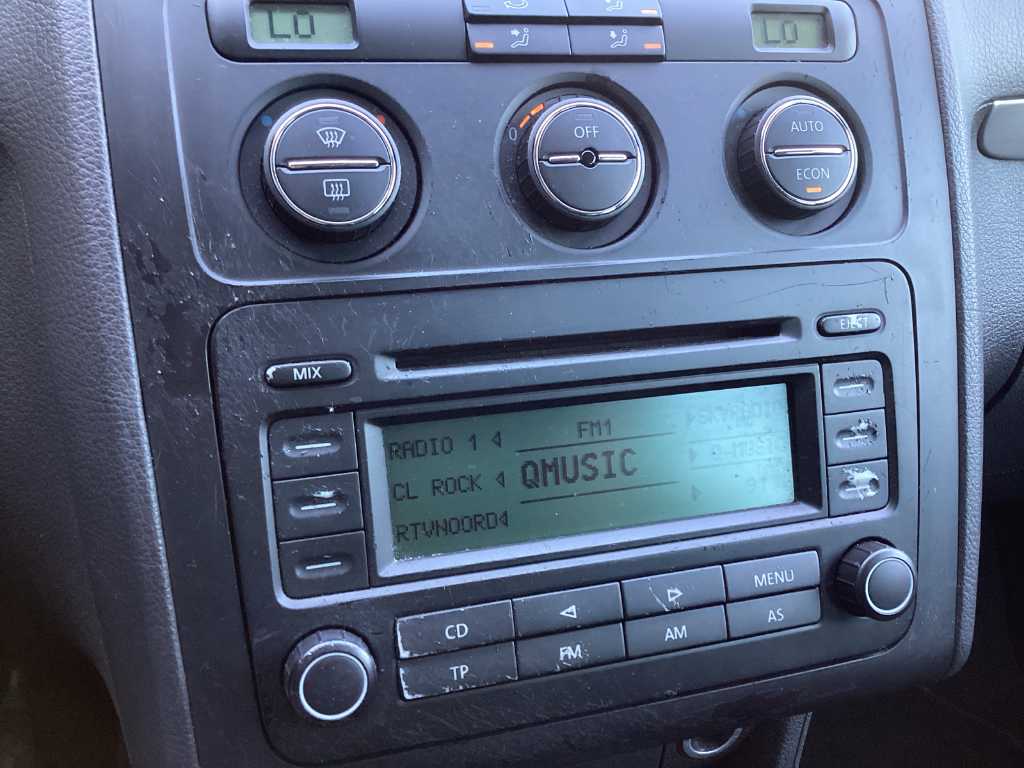 LO
LO
0
OFF
AUTO
ECON
EJECT
MIX
RADIO 1
FM1
CL ROCK
QMUSIC
Q-MUSIC
RTVNOORD
CD
MENU
TP
FM
AM
AS